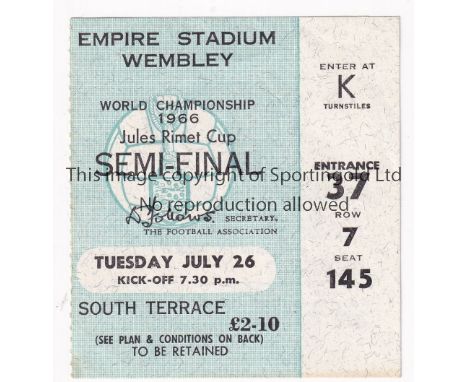 EMPIRE STADIUM
WEMBLEY
WORLD CHAMPIONSHIP
1966
Jules Rimet Cup
SEMI-FINAL
This image copyright of Sportingold Ltd
No reproduction allowed
D. Follows. SECRETARY,
THE FOOTBALL ASSOCIATION
TUESDAY JULY 26
KICK-OFF 7.30 p.m.
SOUTH TERRACE
£2-10
(SEE PLAN & CONDITIONS ON BACK)
TO BE RETAINED
ENTER AT
K
TURNSTILES
ENTRANCE
37
ROW
7
SEAT
145